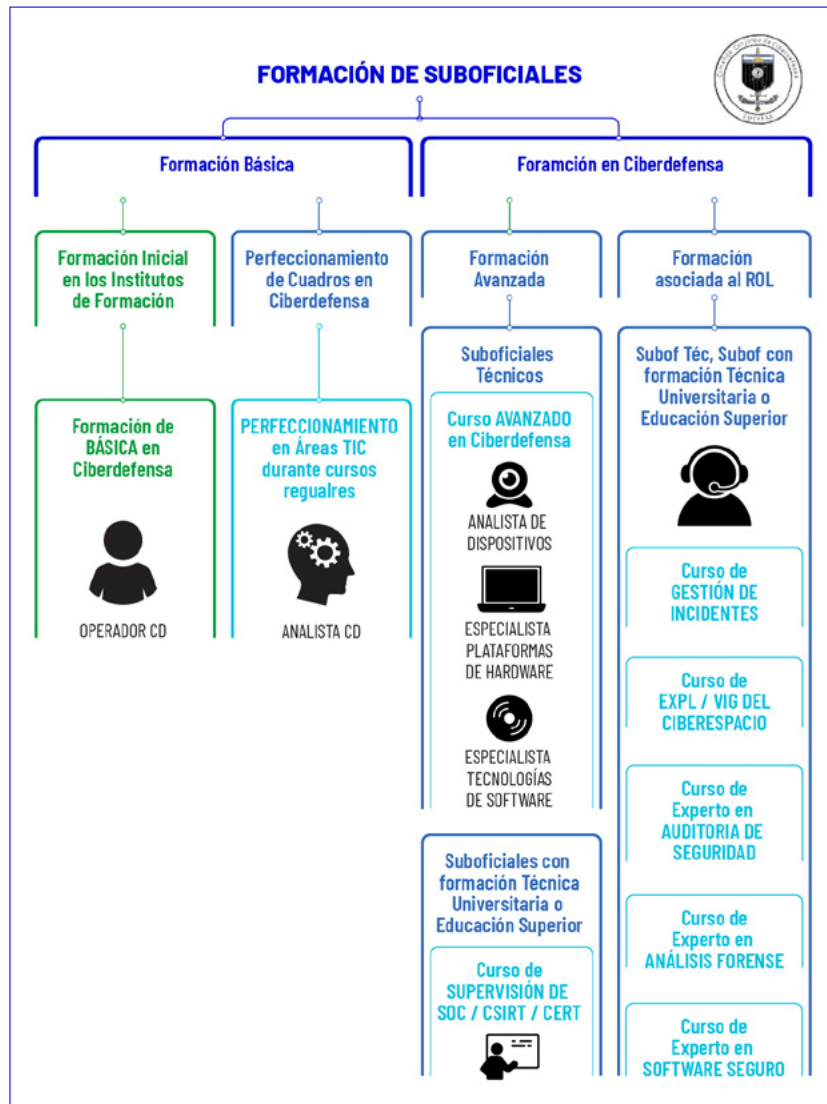 FORMACIÓN DE SUBOFICIALES
Formación Básica
Foramción en Ciberdefensa
Formación Inicial
en los Institutos
de Formación
Perfeccionamiento
de Cuadros en
Ciberdefensa
Formación
Avanzada
Formación
asociada al ROL
Formación de
BÁSICA en
Ciberdefensa
OPERADOR CD
PERFECCIONAMIENTO
en Áreas TIC
durante cursos
regualres
ANALISTA CD
Suboficiales
Técnicos
Curso AVANZADO
en Ciberdefensa
ANALISTA DE
DISPOSITIVOS
ESPECIALISTA
PLATAFORMAS
DE HARDWARE
ESPECIALISTA
TECNOLOGÍAS
DE SOFTWARE
Suboficiales con
formación Técnica
Universitaria o
Educación Superior
Curso de
SUPERVISIÓN DE
SOC / CSIRT / CERT
Subof Téc, Subof con
formación Técnica
Universitaria o
Educación Superior
Curso de
GESTIÓN DE
INCIDENTES
Curso de
EXPL / VIG DEL
CIBERESPACIO
Curso de
Experto en
AUDITORIA DE
SEGURIDAD
Curso de
Experto en
ANÁLISIS FORENSE
Curso de
Experto en
SOFTWARE SEGURO